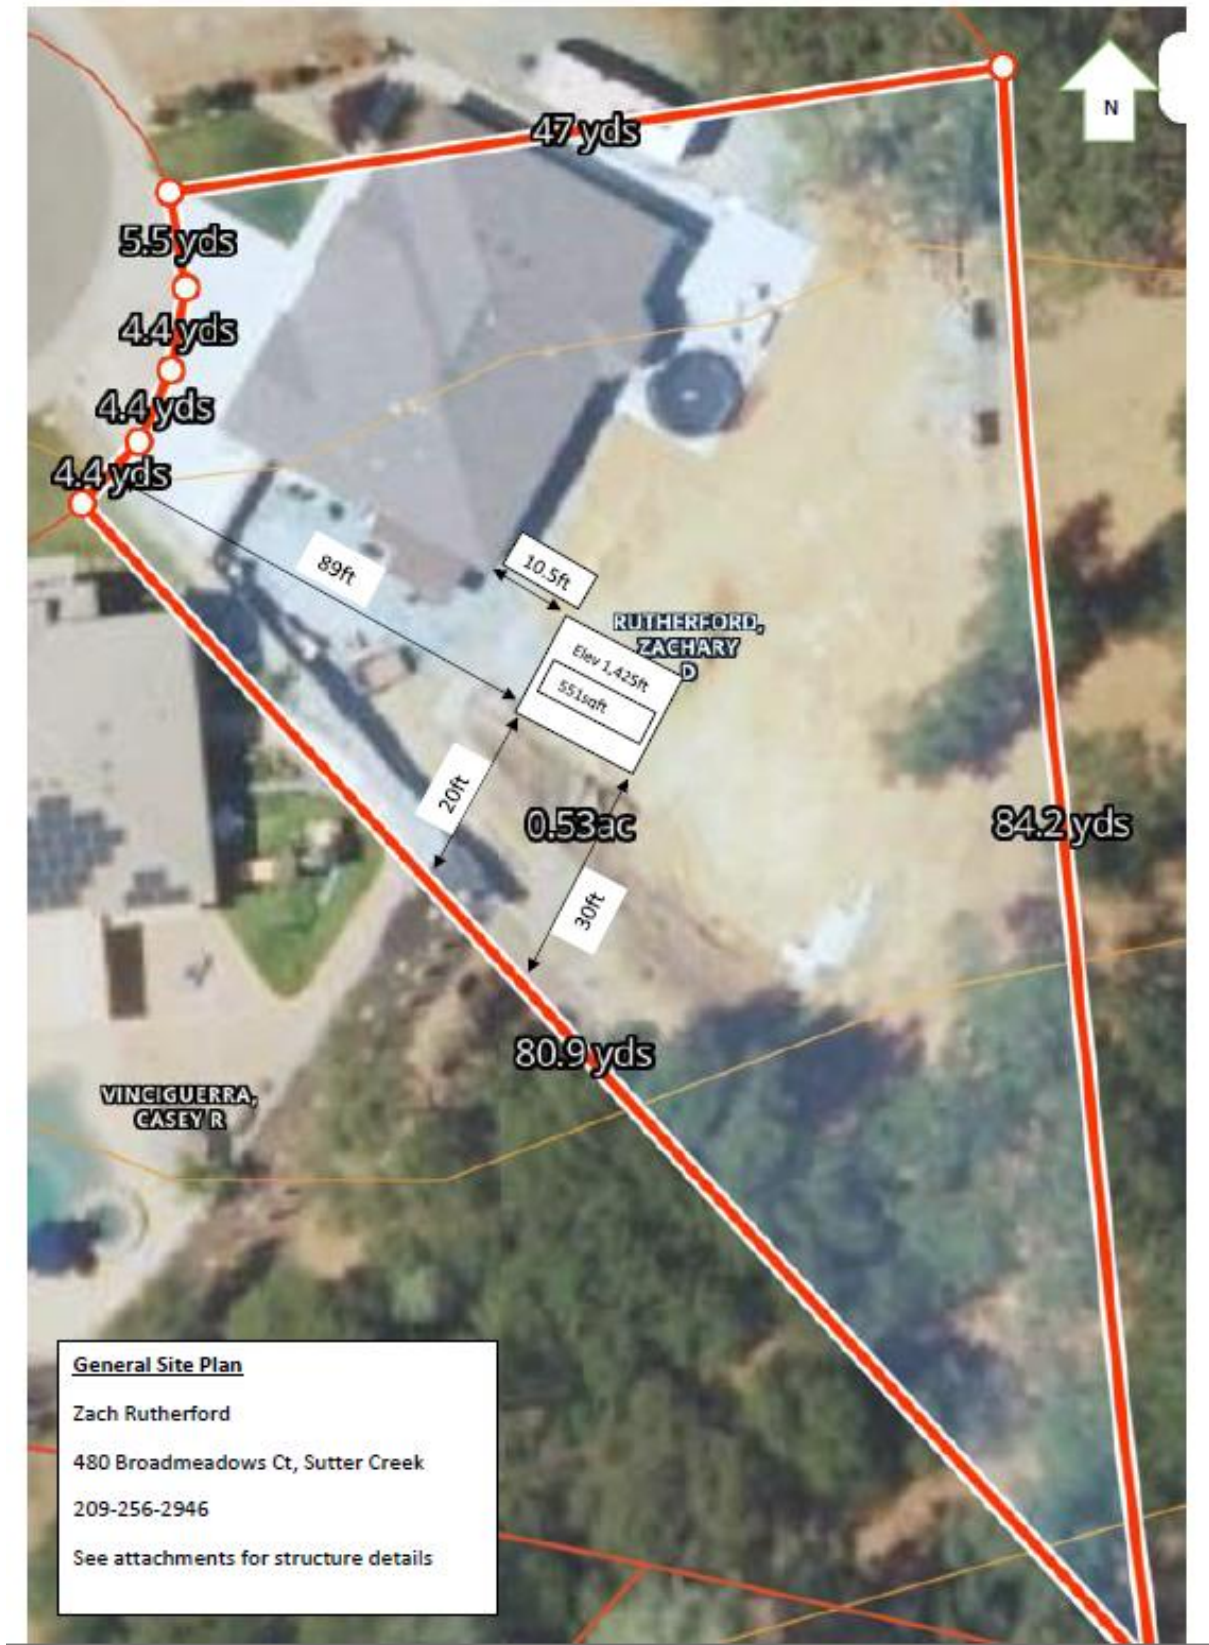 N
47 yds
5.5 yds
4.4 yds
4.4 yds
4.4 yds
89ft
10.5ft
RUTHERFORD,
ZACHARY
D
Elev 1,425ft
551sqft
20ft
0.53ac
84.2 yds
30ft
80.9 yds
VINCIGUERRA,
CASEY R
General Site Plan
Zach Rutherford
480 Broadmeadows Ct, Sutter Creek
209-256-2946
See attachments for structure details